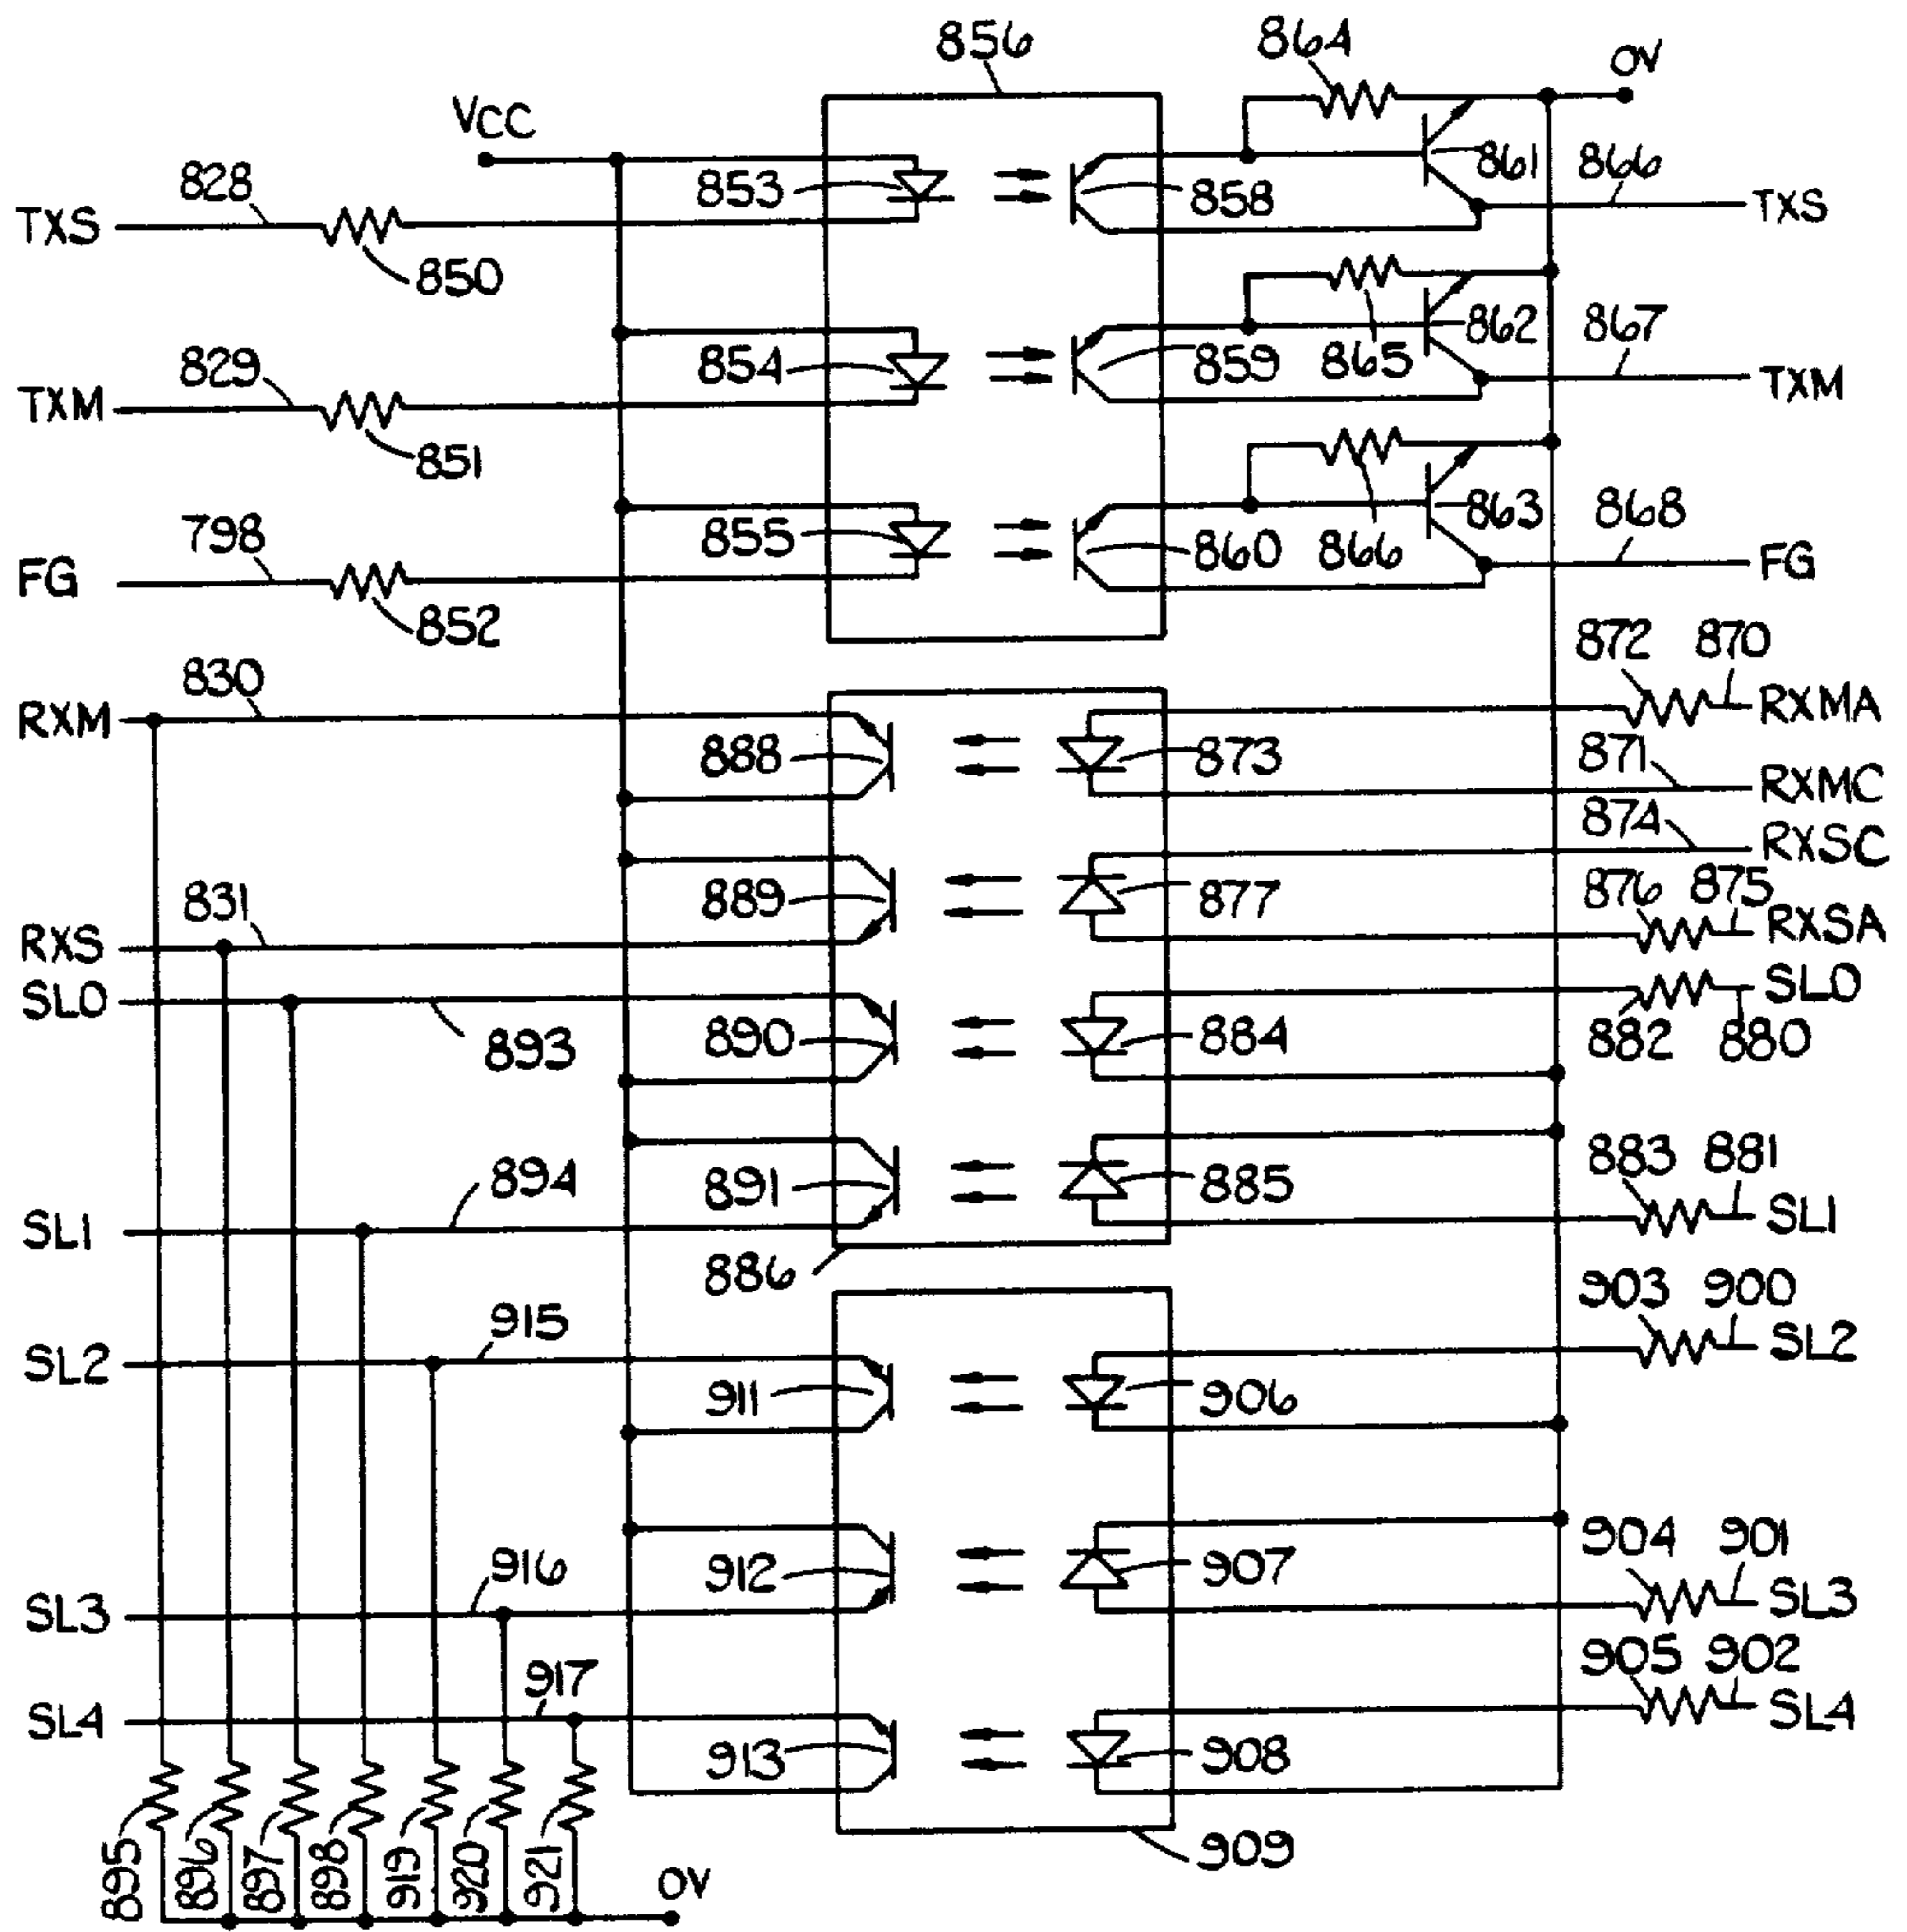 856
864
0V
VCC
828
853
858
861
866
TXS
TXS
850
829
854
859
865
862
867
TXM
TXM
851
798
855
860
866
863
868
FG
FG
852
872
870
830
RXM
RXMA
888
873
871
RXMC
874
RXSC
831
889
877
876
875
RXS
RXSA
SL0
SL0
893
890
884
882
880
894
891
885
883
881
SL1
SL1
886
903
900
915
SL2
SL2
911
906
916
912
907
904
901
SL3
SL3
917
905
902
SL4
SL4
913
908
895
896
897
898
919
920
921
0V
909